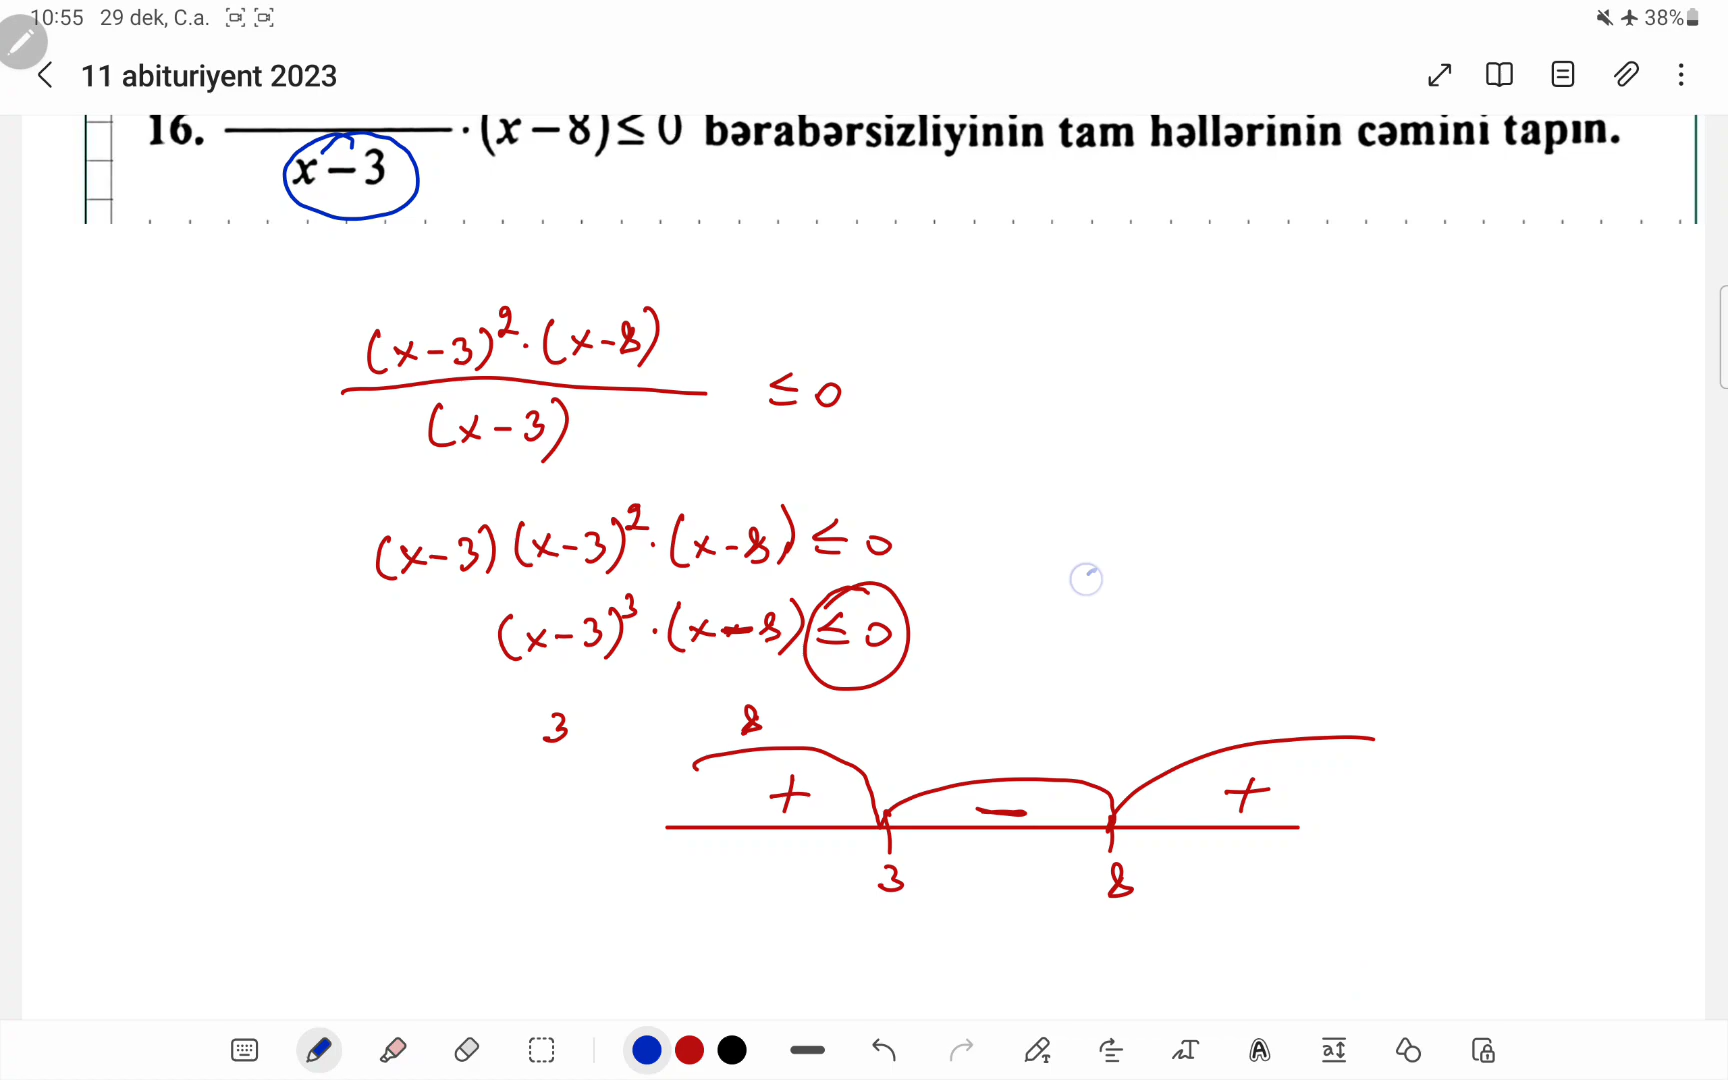 10:55 29 dek, C.a. 38%
11 abituriyent 2023
16. ———— · (x – 8) ≤ 0 bərabərsizliyinin tam həllərinin cəmini tapın.
x – 3
(x-3)² · (x-8)
≤ 0
(x-3)
(x-3) (x-3)² · (x-8) ≤ 0
(x-3)³ · (x-8) ≤ 0
3 8
+ − +
3 8